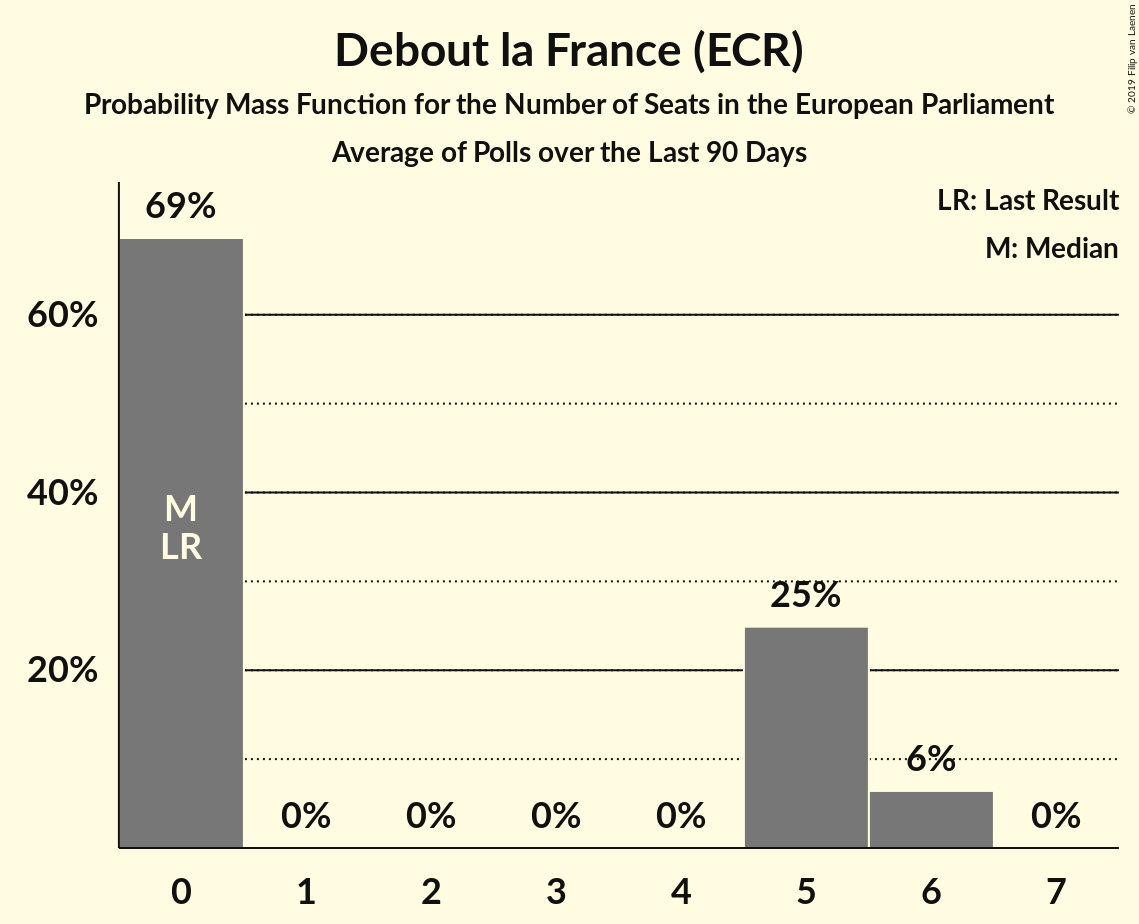 Debout la France (ECR)
Probability Mass Function for the Number of Seats in the European Parliament
Average of Polls over the Last 90 Days
© 2019 Filip van Laenen
LR: Last Result
M: Median
69%
60%
40%
M
LR
25%
20%
6%
0% 0% 0% 0% 0%
0 1 2 3 4 5 6 7